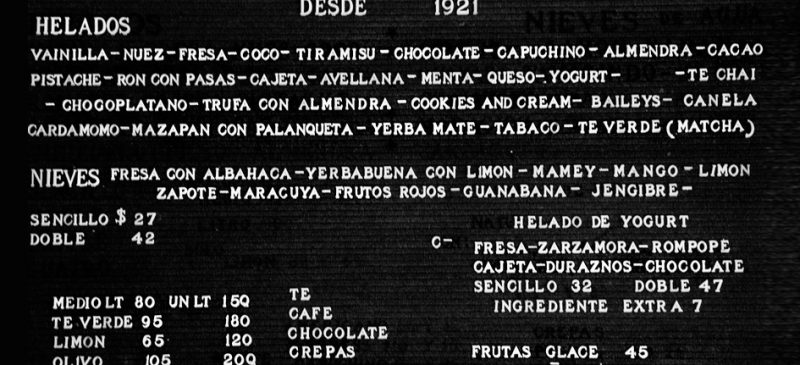 DESDE 1921
HELADOS
VAINILLA-NUEZ-FRESA-COCO-TIRAMISU-CHOCOLATE-CAPUCHINO-ALMENDRA-CACAO
PISTACHE-RON CON PASAS-CAJETA-AVELLANA-MENTA-QUESO-YOGURT- -TE CHAI
-CHOCOPLATANO-TRUFA CON ALMENDRA-COOKIES AND CREAM-BAILEYS-CANELA
CARDAMOMO-MAZAPAN CON PALANQUETA-YERBA MATE-TABACO-TE VERDE (MATCHA)
NIEVES FRESA CON ALBAHACA-YERBABUENA CON LIMON-MAMEY-MANGO-LIMON
ZAPOTE-MARACUYA-FRUTOS ROJOS-GUANABANA-JENGIBRE-
SENCILLO $ 27
DOBLE 42
HELADO DE YOGURT
C-
FRESA-ZARZAMORA-ROMPOPE
CAJETA-DURAZNOS-CHOCOLATE
SENCILLO 32 DOBLE 47
INGREDIENTE EXTRA 7
MEDIO LT 80 UN LT 150
TE VERDE 95 180
LIMON 65 120
OLIVO 105 200
TE
CAFE
CHOCOLATE
CREPAS
FRUTAS GLACE 45